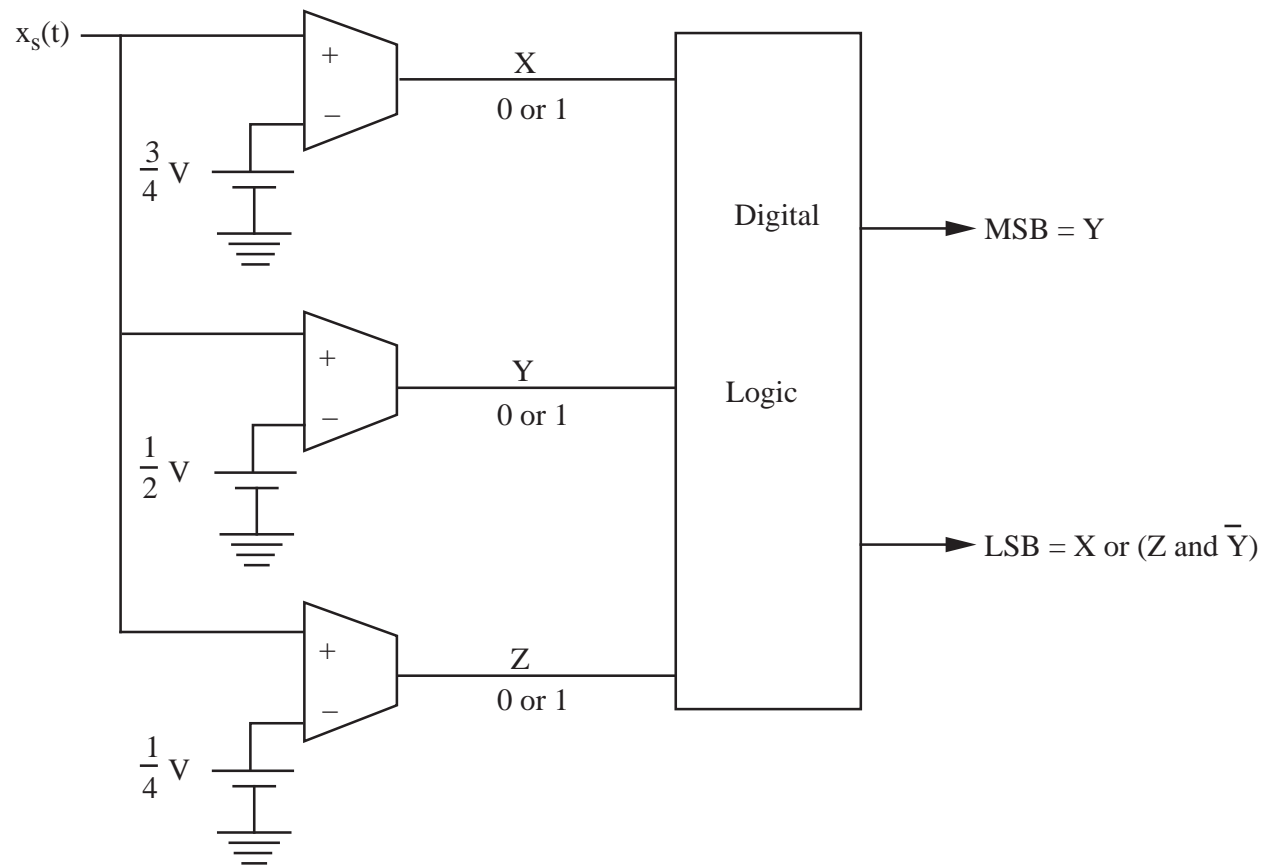 xₛ(t)
+
−
3/4 V
X
0 or 1
Digital
MSB = Y
+
−
1/2 V
Y
0 or 1
Logic
LSB = X or (Z and Y̅)
+
−
1/4 V
Z
0 or 1